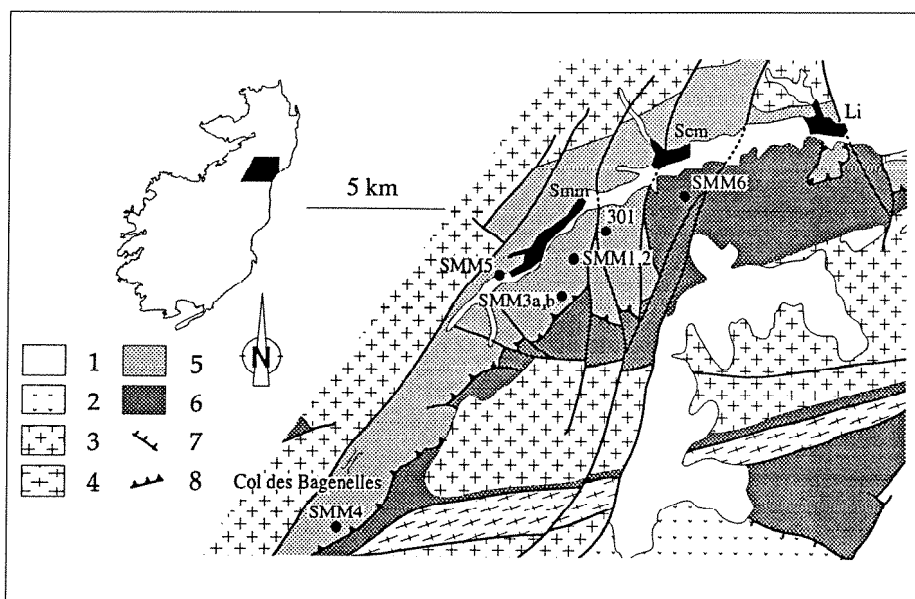 Li
Scm
5 km
SMM6
Smm
301
SMM5
SMM1,2
SMM3a,b
N
1 5
2 6
3 7
4 8
Col des Bagenelles
SMM4